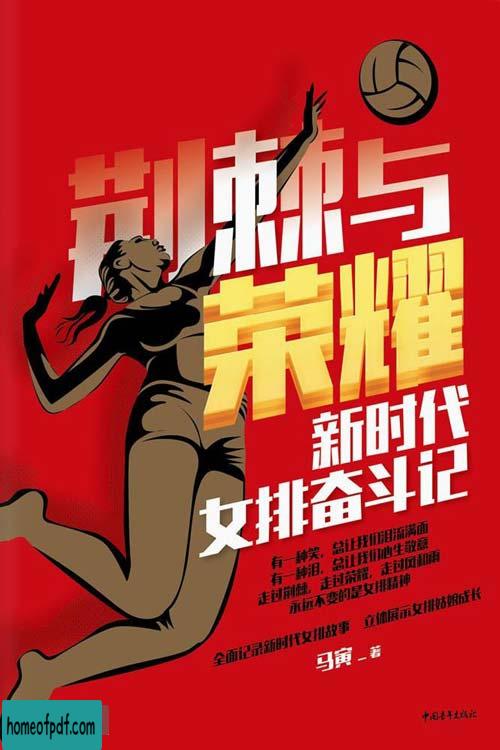 荆棘与
荣耀
新时代
女排奋斗记
有一种笑，总让我们泪流满面
有一种泪，总让我们心生敬意
走过荆棘，走过荣耀，走过风和雨
永远不变的是女排精神
全面记录新时代女排故事 立体展示女排姑娘成长
马寅_著
中国青年出版社
homeofpdf.com